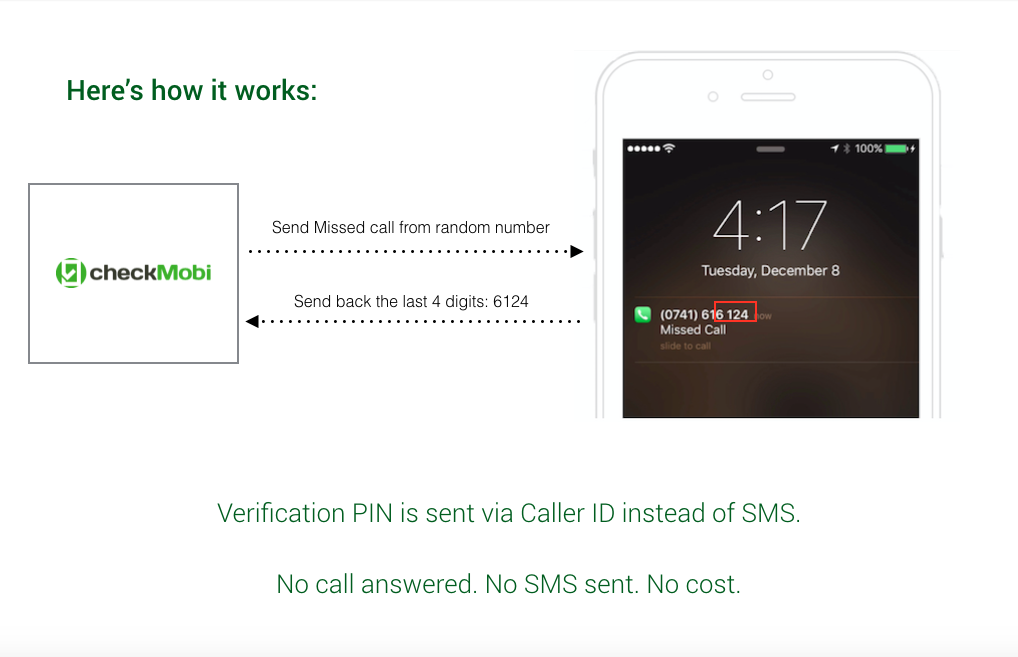 Here's how it works:
checkMobi
Send Missed call from random number
Send back the last 4 digits: 6124
100%
4:17
Tuesday, December 8
(0741) 616 124 now
Missed Call
slide to call
Verification PIN is sent via Caller ID instead of SMS.
No call answered. No SMS sent. No cost.